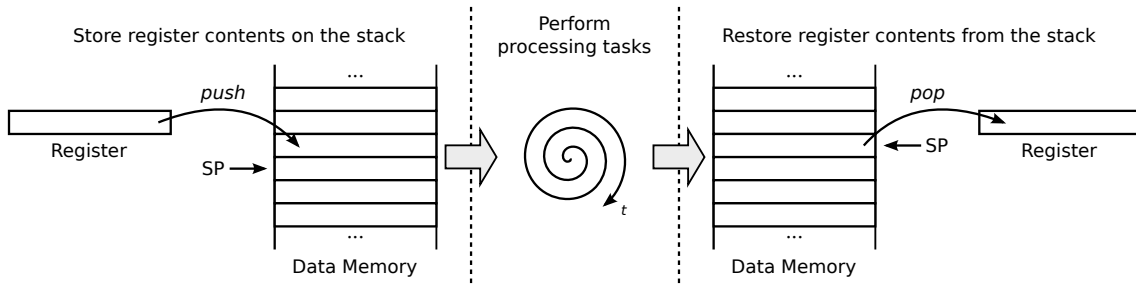 Store register contents on the stack
Perform
processing tasks
Restore register contents from the stack
...
push
Register
SP
...
Data Memory
t
...
pop
SP
Register
...
Data Memory